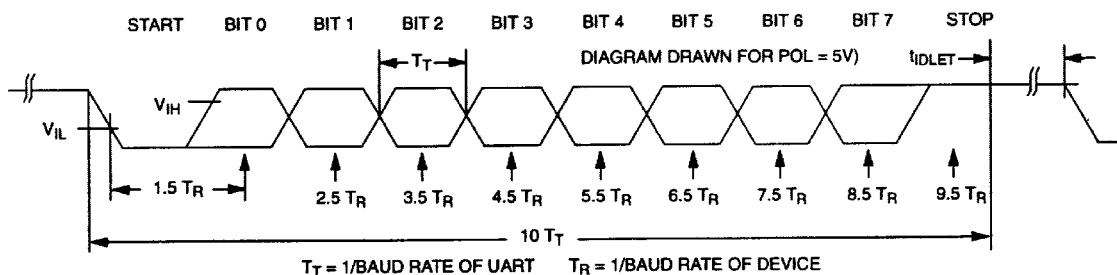 START BIT 0 BIT 1 BIT 2 BIT 3 BIT 4 BIT 5 BIT 6 BIT 7 STOP
T_T DIAGRAM DRAWN FOR POL = 5V) t_IDLET
V_IH
V_IL
1.5 T_R 2.5 T_R 3.5 T_R 4.5 T_R 5.5 T_R 6.5 T_R 7.5 T_R 8.5 T_R 9.5 T_R
10 T_T
T_T = 1/BAUD RATE OF UART T_R = 1/BAUD RATE OF DEVICE